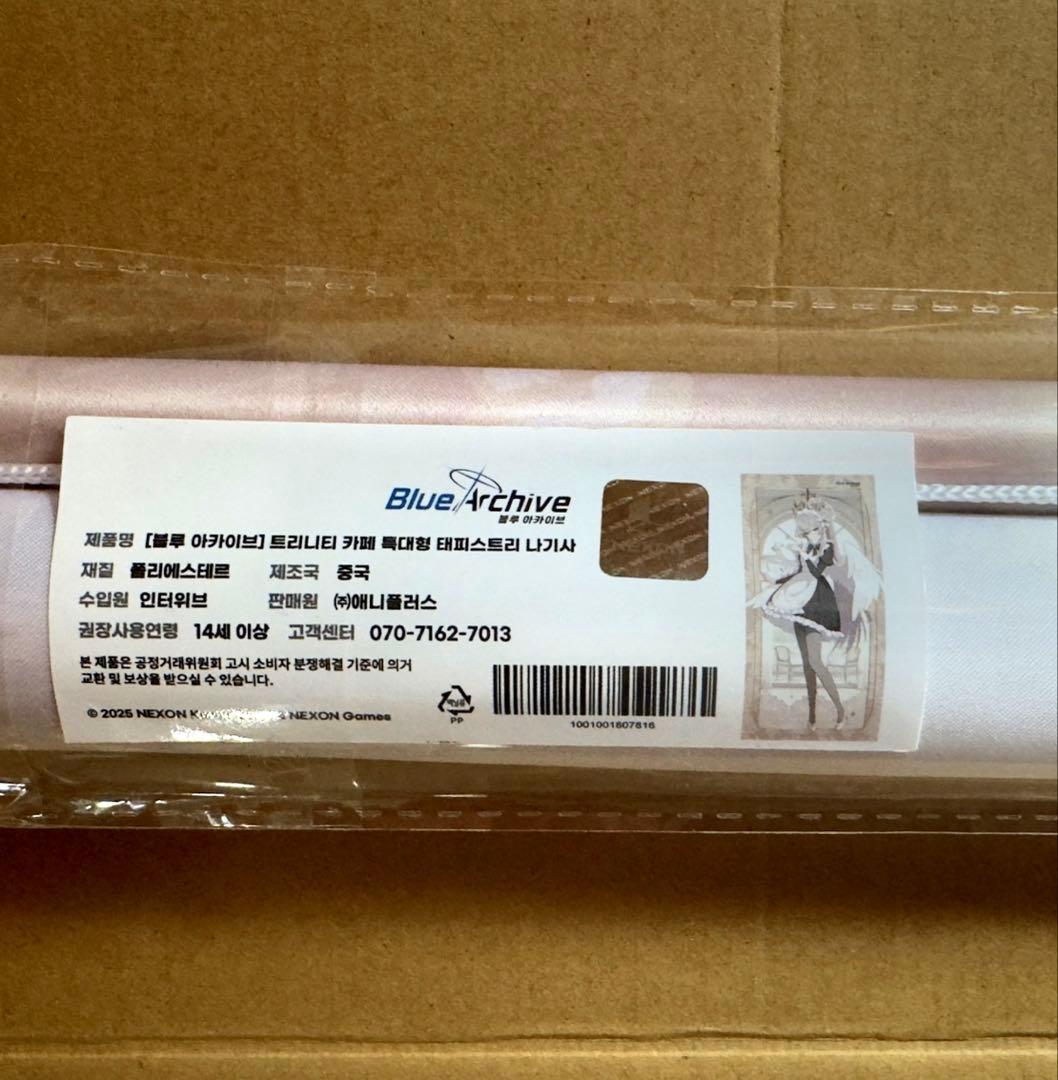 Blue Archive
블루 아카이브
제품명 [블루 아카이브] 트리니티 카페 특대형 태피스트리 나기사
재질 폴리에스테르 제조국 중국
수입원 인터위브 판매원 ㈜애니플러스
권장사용연령 14세 이상 고객센터 070-7162-7013
본 제품은 공정거래위원회 고시 소비자 분쟁해결 기준에 의거
교환 및 보상을 받으실 수 있습니다.
© 2025 NEXON NEXON Games
비닐류
PP
1001001807816
NEXON